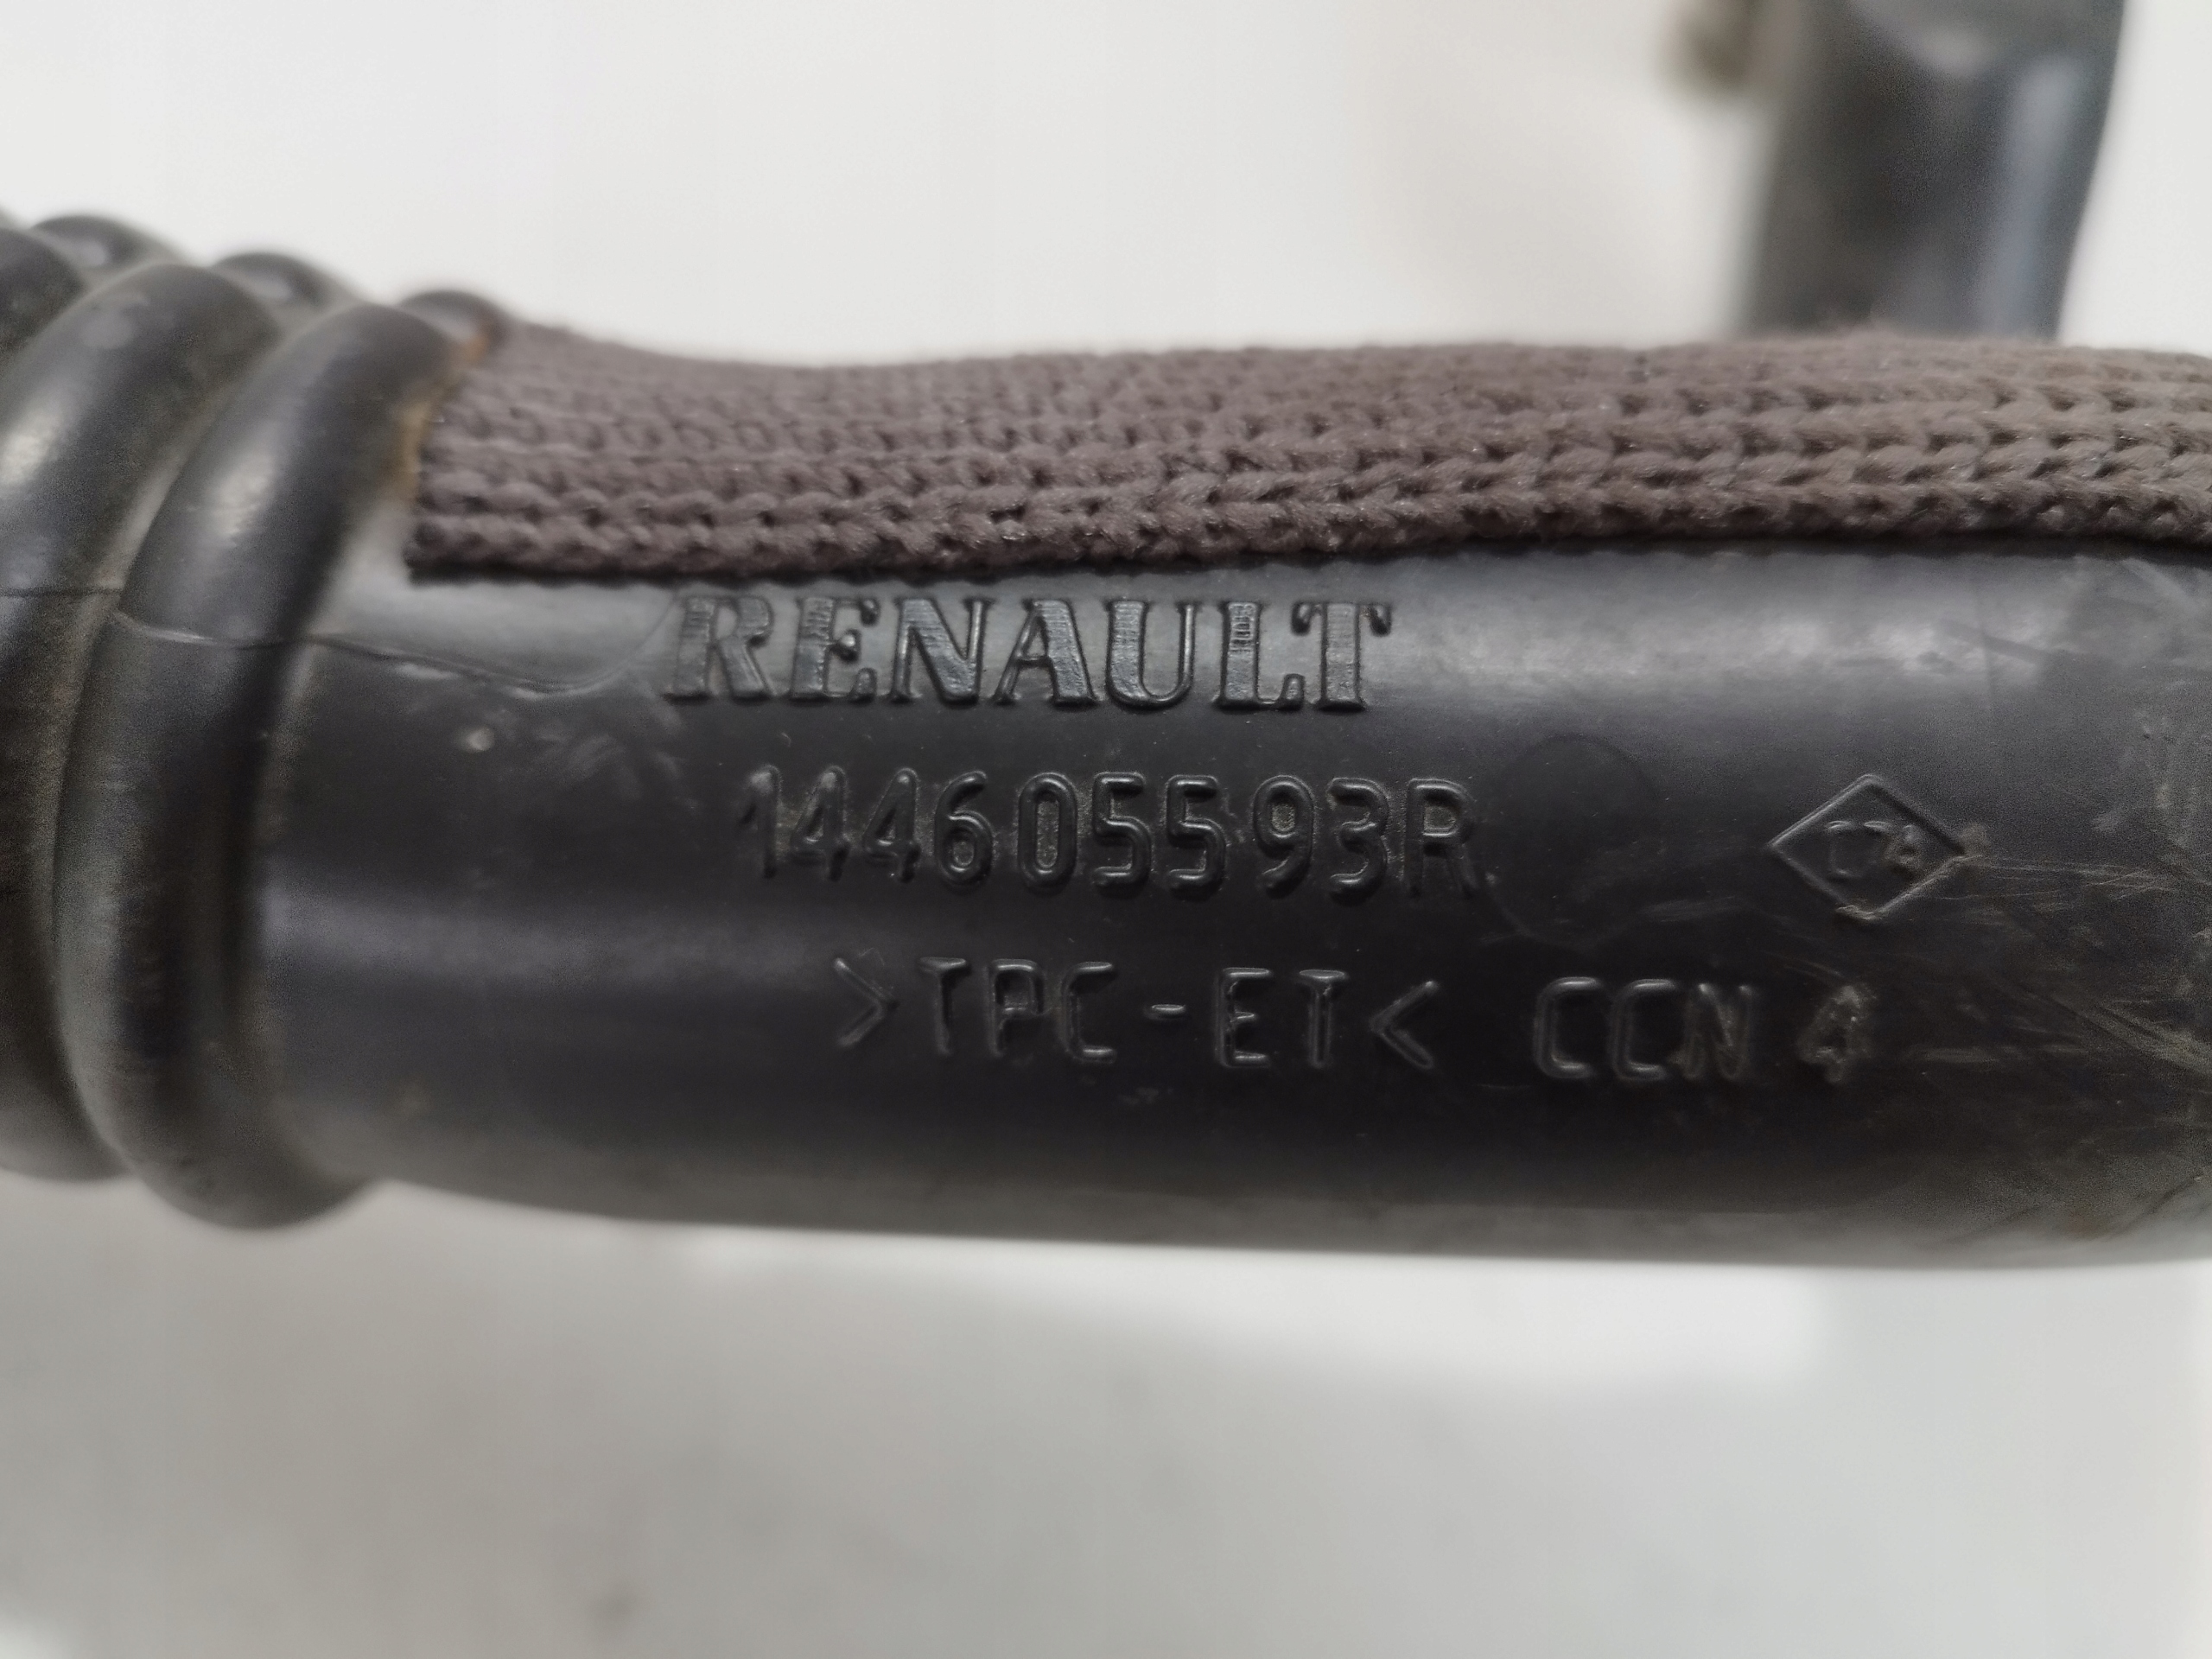 RENAULT
144605593R
>TPC-ET< CCN 4